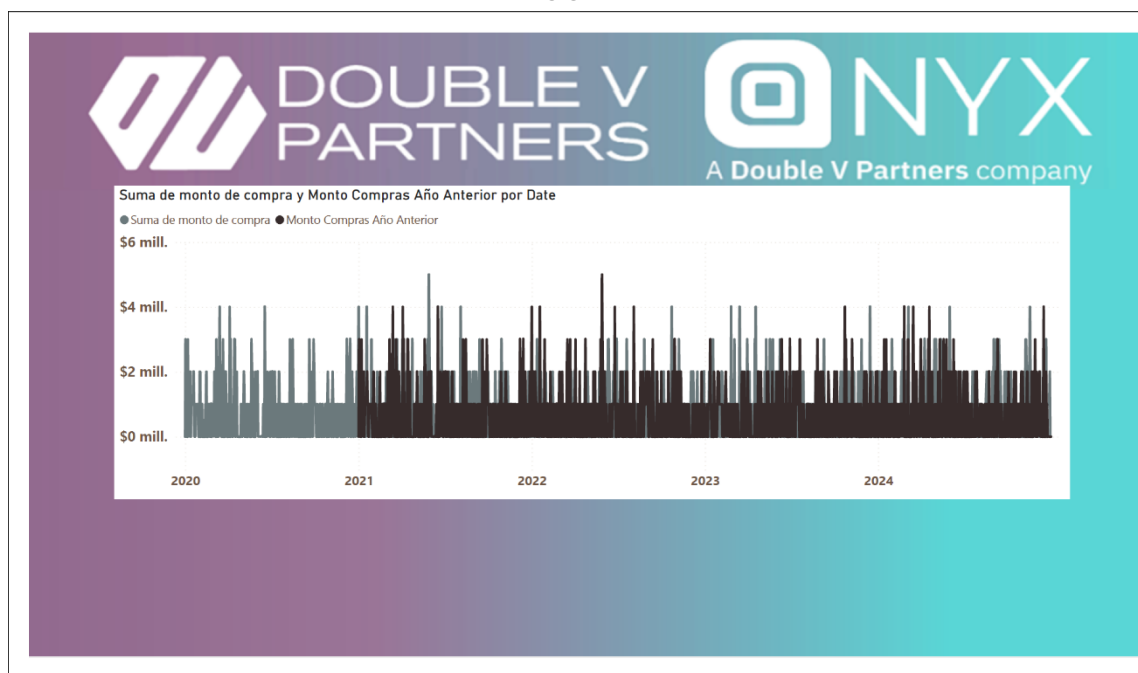 DOUBLE V
PARTNERS
NYX
A Double V Partners company
Suma de monto de compra y Monto Compras Año Anterior por Date
Suma de monto de compra Monto Compras Año Anterior
$6 mill.
$4 mill.
$2 mill.
$0 mill.
2020 2021 2022 2023 2024